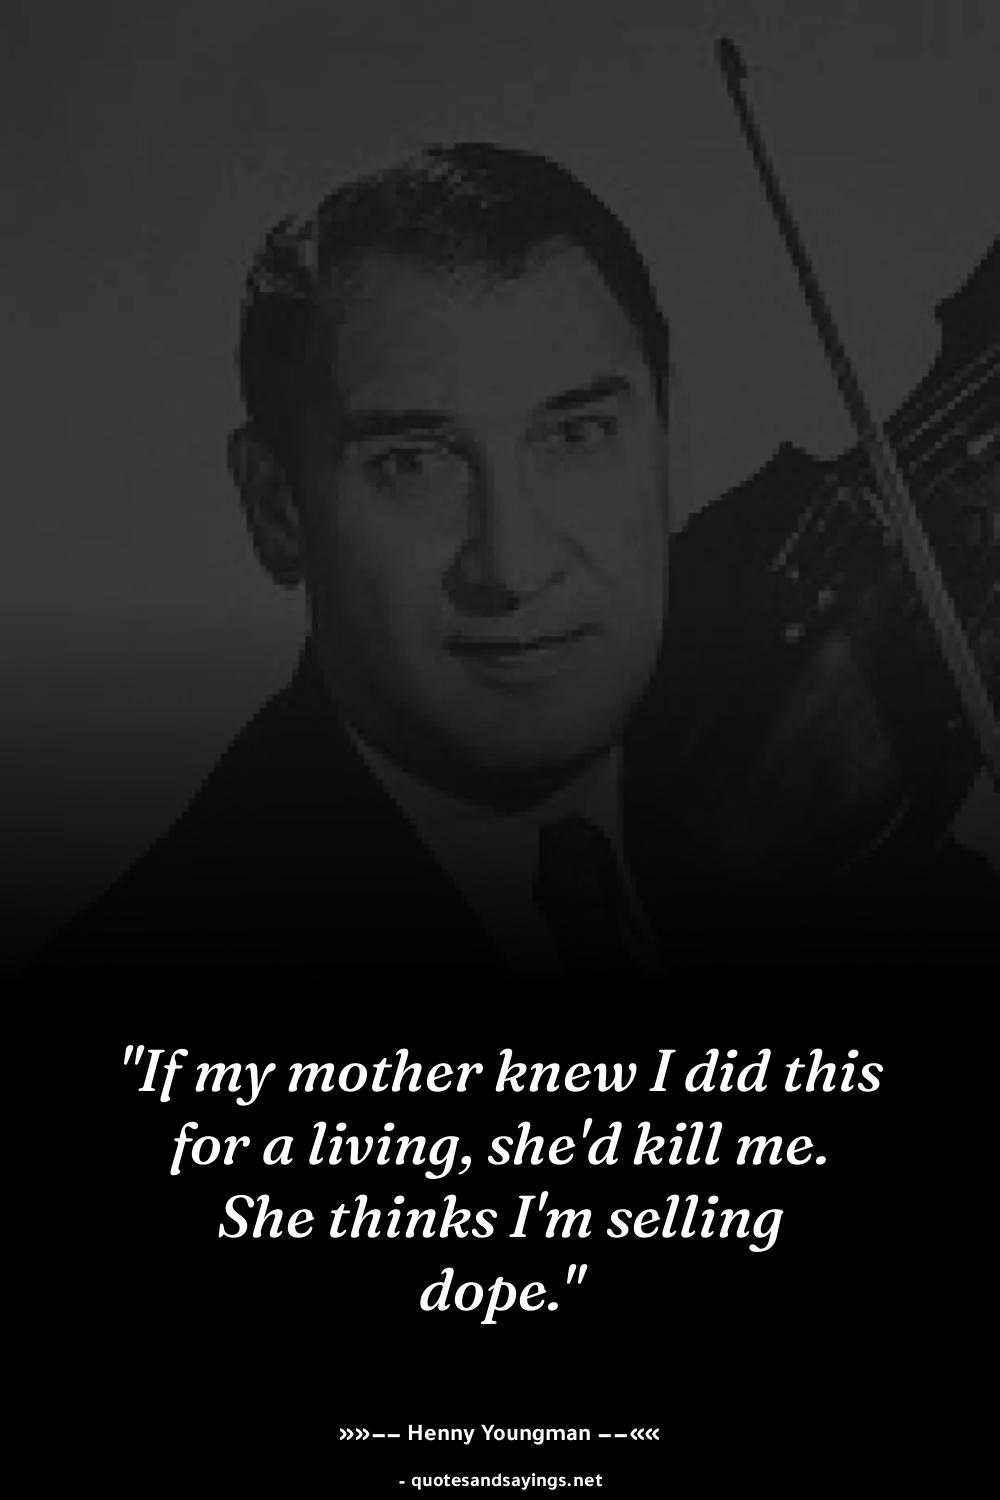 "If my mother knew I did this
for a living, she'd kill me.
She thinks I'm selling
dope."
»»–– Henny Youngman ––««
- quotesandsayings.net